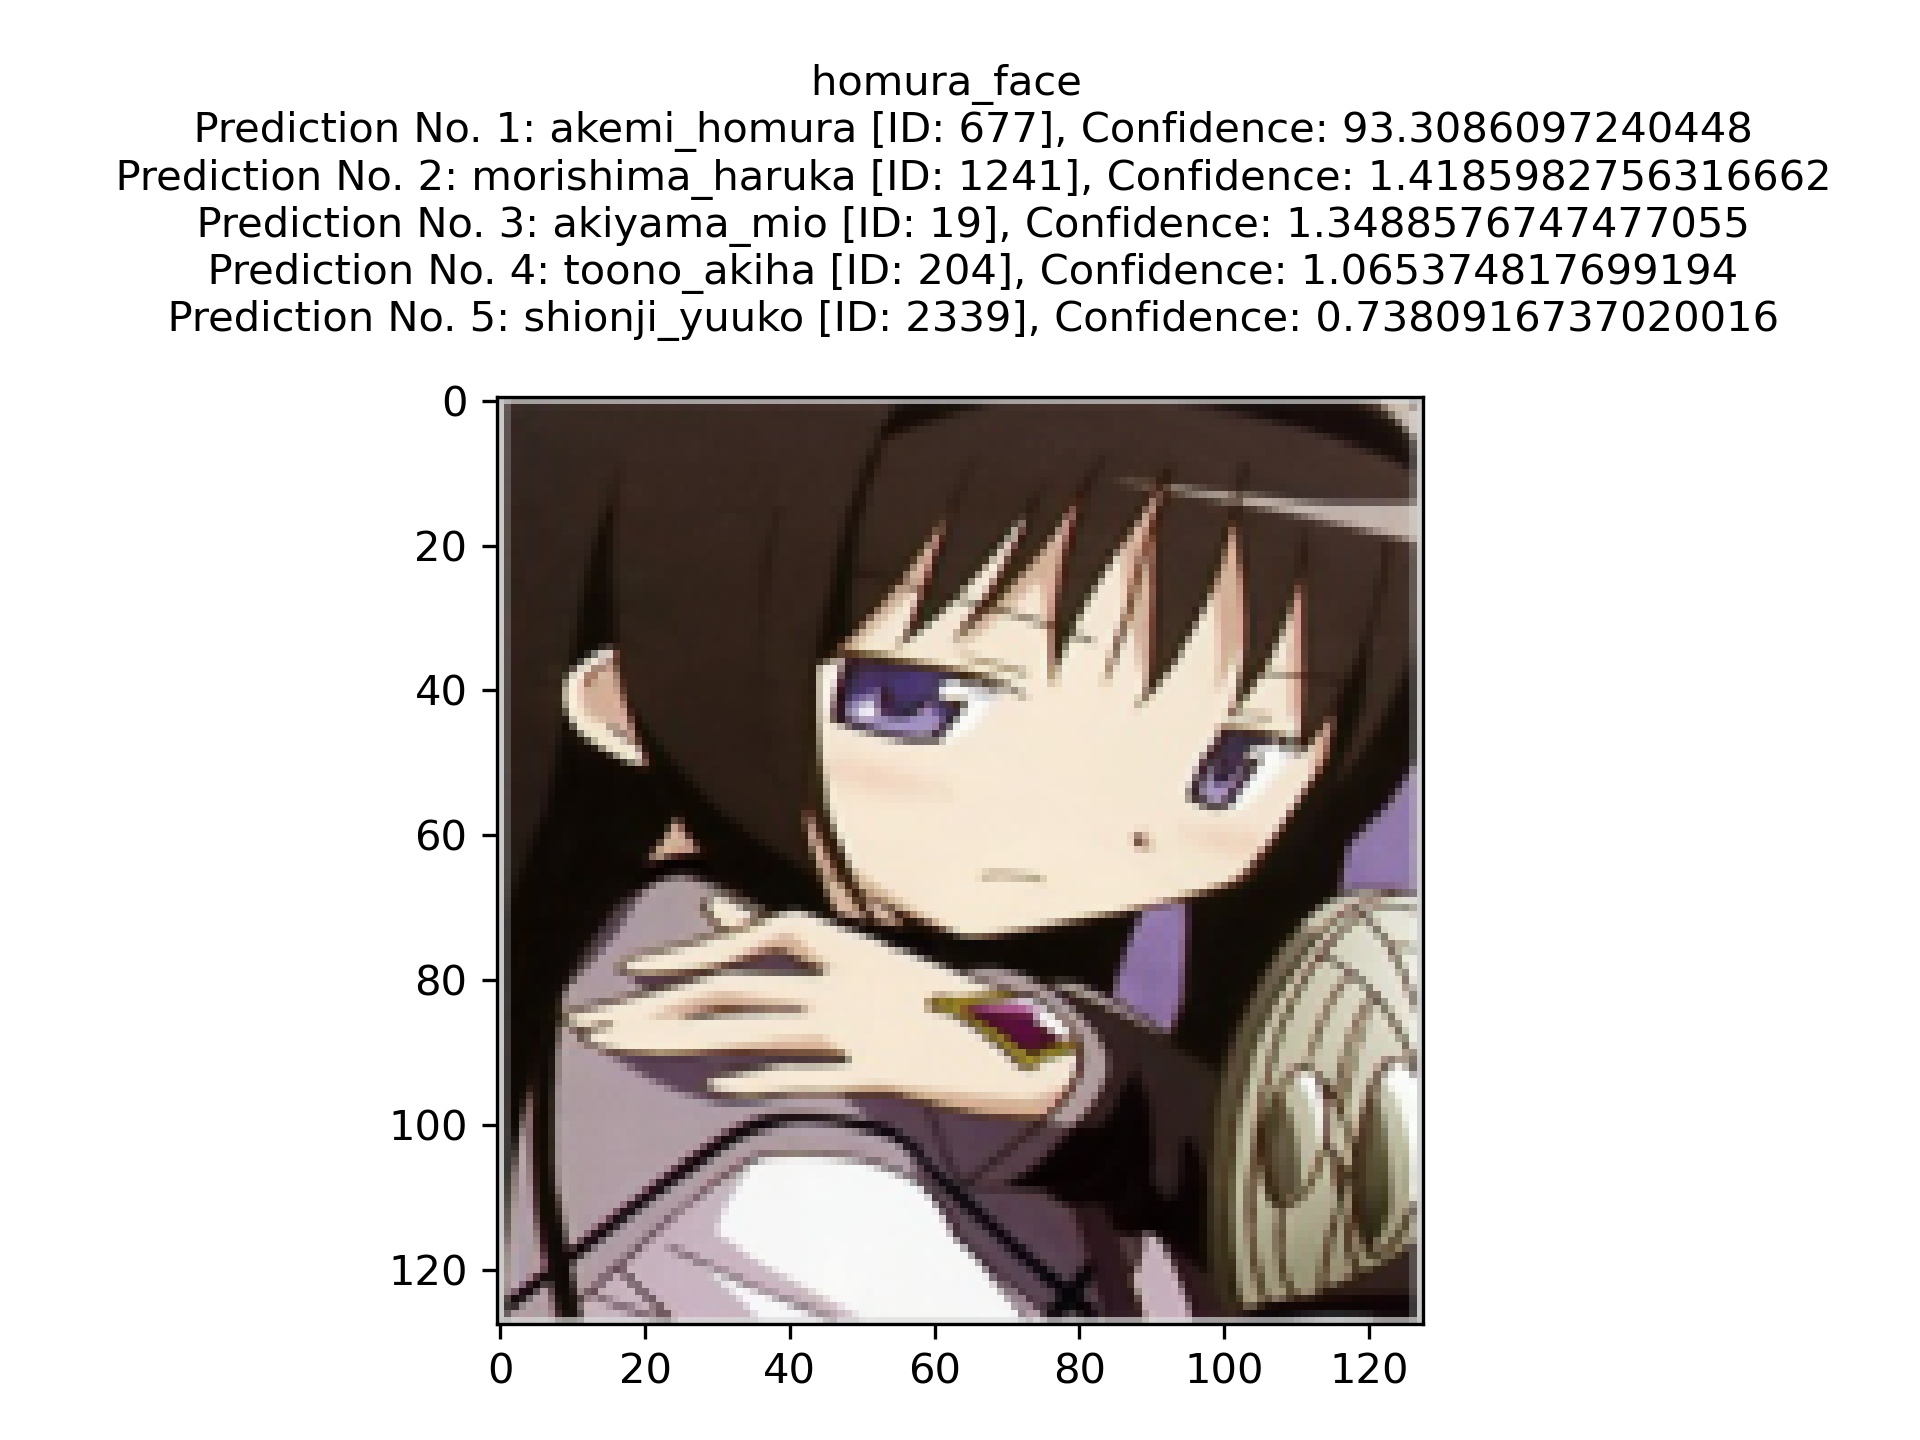 homura_face
Prediction No. 1: akemi_homura [ID: 677], Confidence: 93.3086097240448
Prediction No. 2: morishima_haruka [ID: 1241], Confidence: 1.4185982756316662
Prediction No. 3: akiyama_mio [ID: 19], Confidence: 1.3488576747477055
Prediction No. 4: toono_akiha [ID: 204], Confidence: 1.065374817699194
Prediction No. 5: shionji_yuuko [ID: 2339], Confidence: 0.7380916737020016
0
20
40
60
80
100
120
0 20 40 60 80 100 120